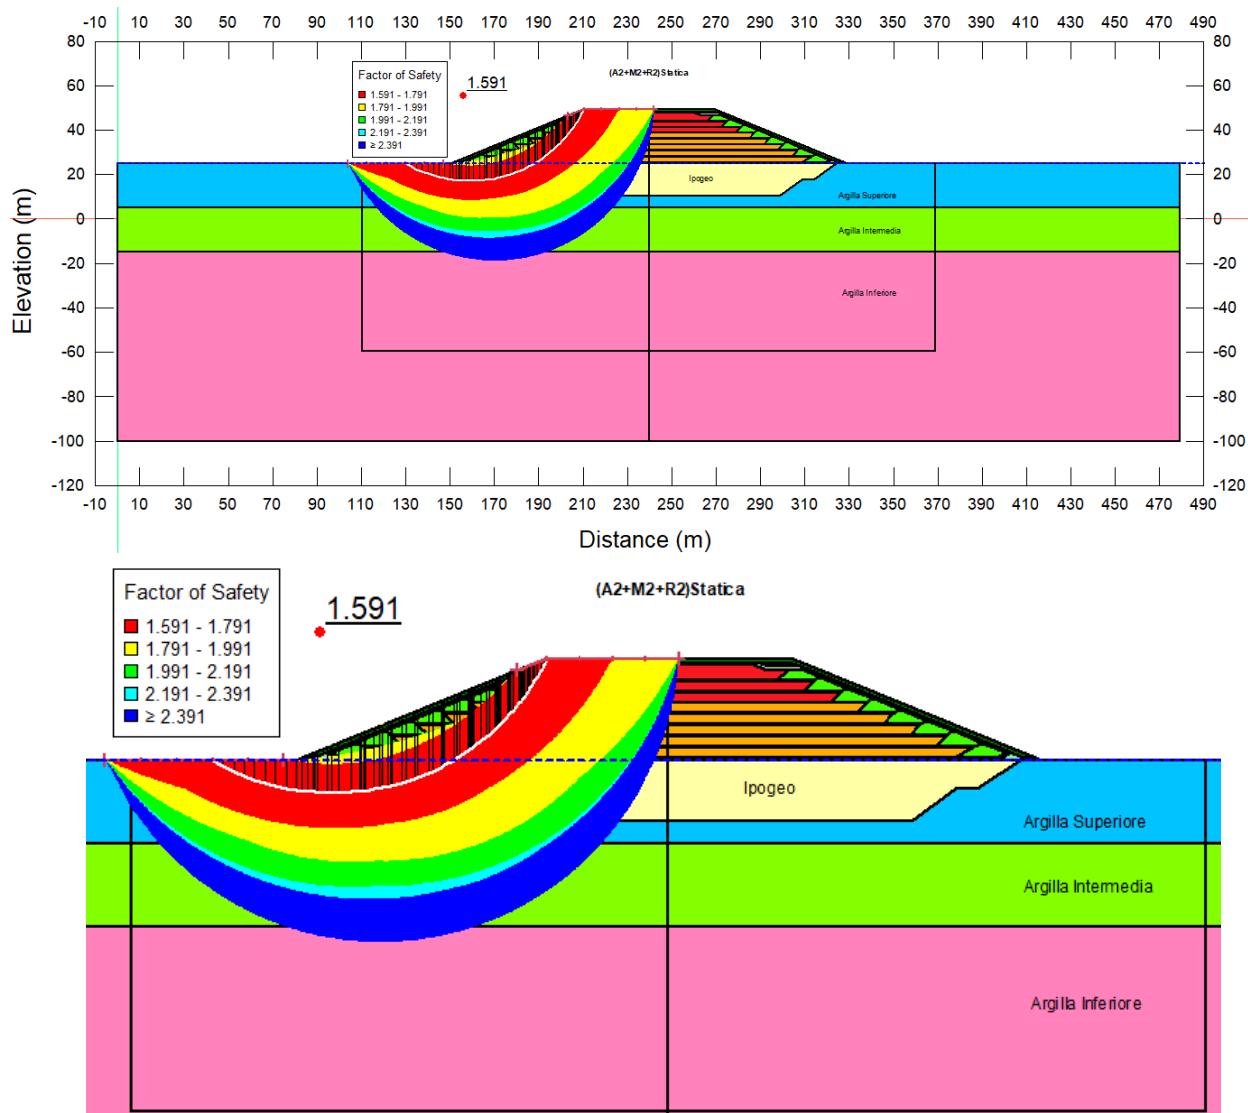 -10 10 30 50 70 90 110 130 150 170 190 210 230 250 270 290 310 330 350 370 390 410 430 450 470 490
80 80
Factor of Safety
1.591 - 1.791
1.791 - 1.991
1.991 - 2.191
2.191 - 2.391
≥ 2.391
1.591
(A2+M2+R2)Statica
60 60
40 40
20 20
Ipogeo
Argilla Superiore
0 0
Argilla Intermedia
-20 -20
Argilla Inferiore
-40 -40
-60 -60
-80 -80
-100 -100
-120 -120
Elevation (m)
-10 10 30 50 70 90 110 130 150 170 190 210 230 250 270 290 310 330 350 370 390 410 430 450 470 490
Distance (m)
Factor of Safety
1.591 - 1.791
1.791 - 1.991
1.991 - 2.191
2.191 - 2.391
≥ 2.391
1.591
(A2+M2+R2)Statica
Ipogeo
Argilla Superiore
Argilla Intermedia
Argilla Inferiore